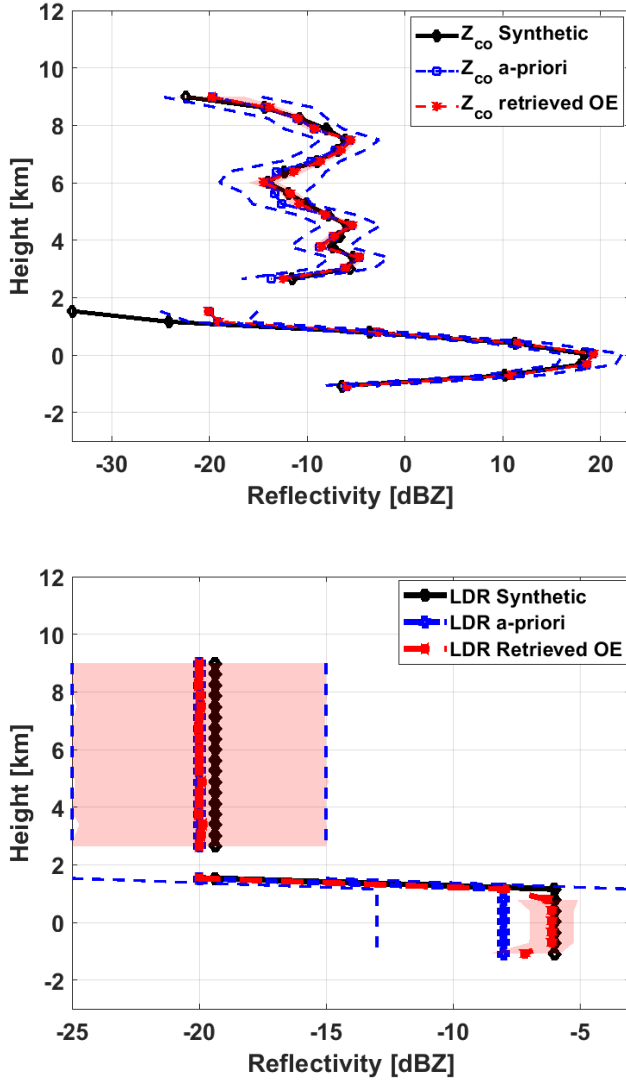 12
10
8
6
4
2
0
-2
Height [km]
Z_co Synthetic
Z_co a-priori
Z_co retrieved OE
-30 -20 -10 0 10 20
Reflectivity [dBZ]
12
10
8
6
4
2
0
-2
Height [km]
LDR Synthetic
LDR a-priori
LDR Retrieved OE
-25 -20 -15 -10 -5
Reflectivity [dBZ]